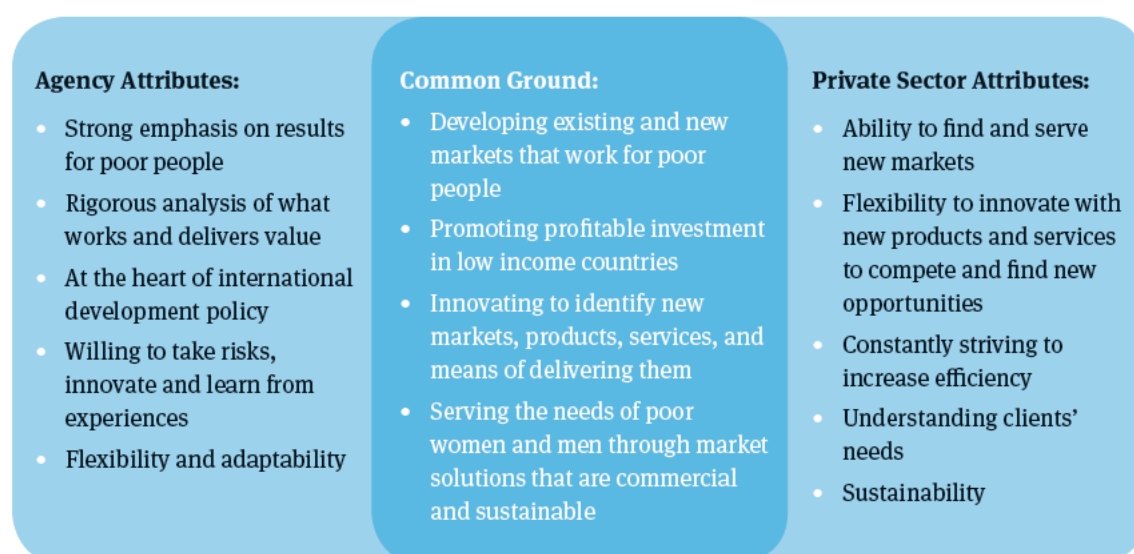 Agency Attributes:
• Strong emphasis on results
for poor people
• Rigorous analysis of what
works and delivers value
• At the heart of international
development policy
• Willing to take risks,
innovate and learn from
experiences
• Flexibility and adaptability
Common Ground:
• Developing existing and new
markets that work for poor
people
• Promoting profitable investment
in low income countries
• Innovating to identify new
markets, products, services, and
means of delivering them
• Serving the needs of poor
women and men through market
solutions that are commercial
and sustainable
Private Sector Attributes:
• Ability to find and serve
new markets
• Flexibility to innovate with
new products and services
to compete and find new
opportunities
• Constantly striving to
increase efficiency
• Understanding clients’
needs
• Sustainability